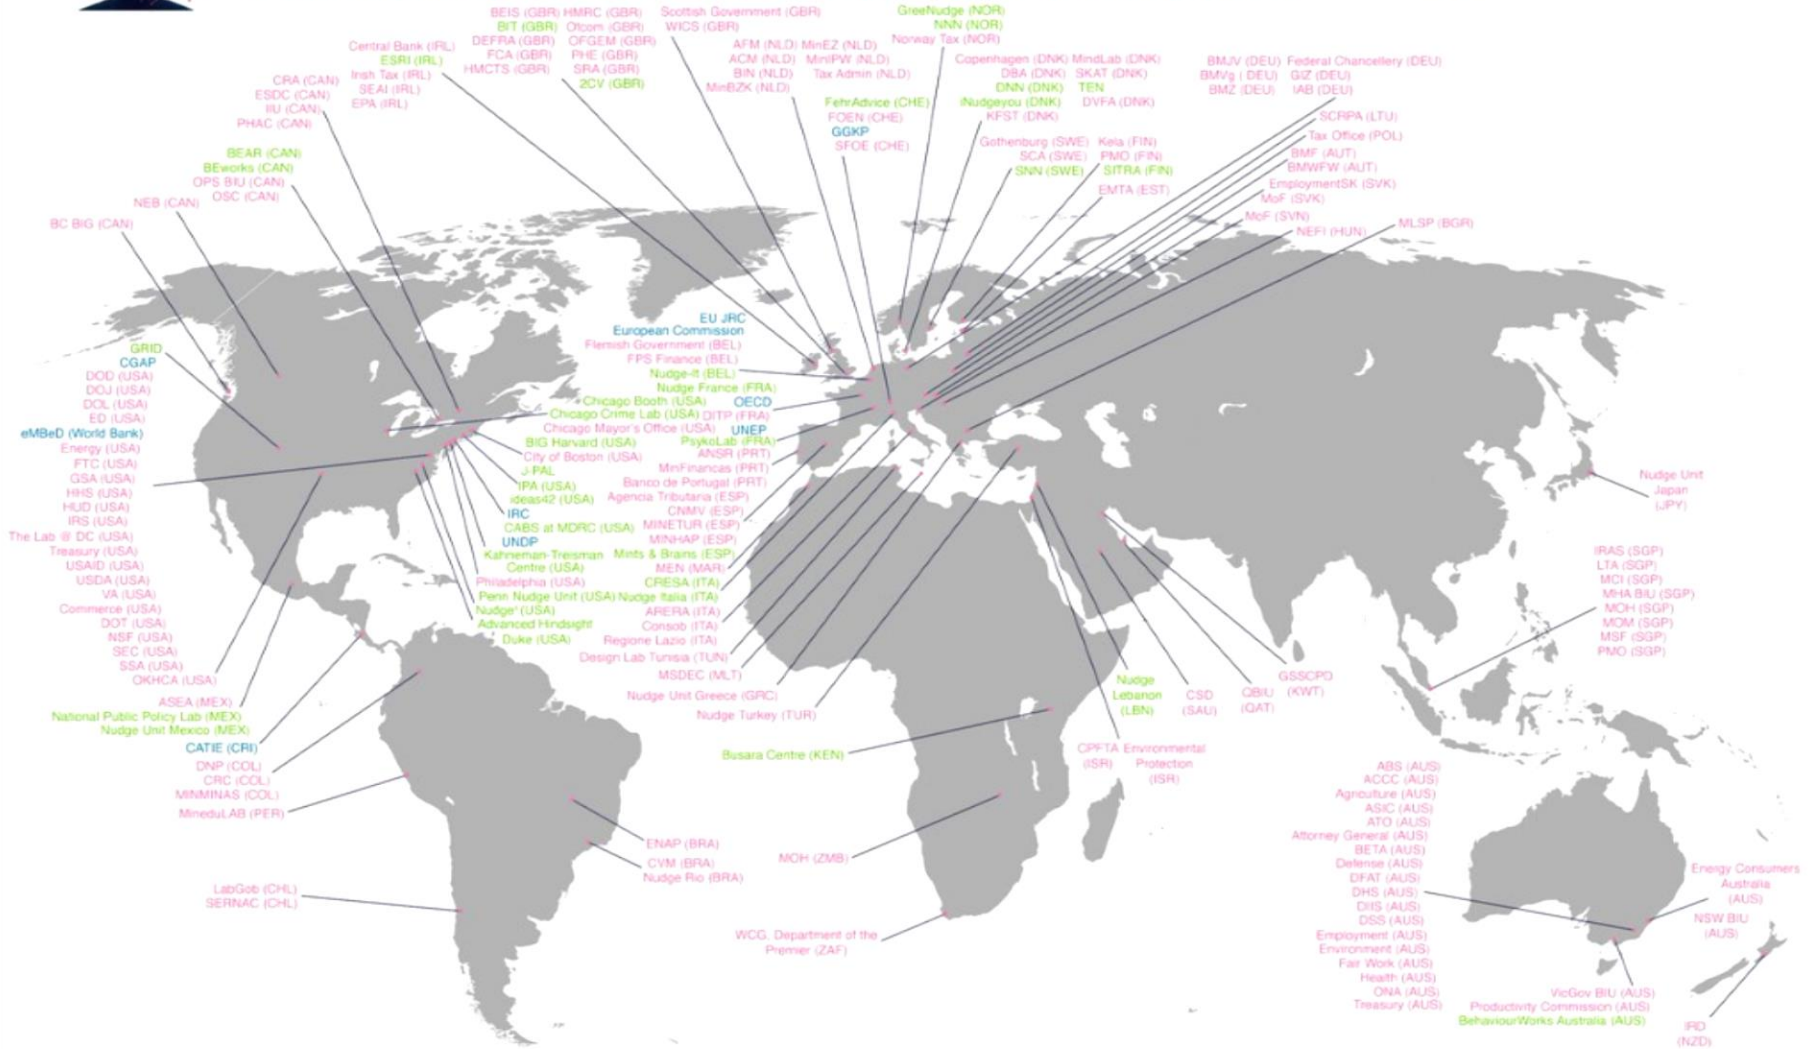 BEIS (GBR) HMRC (GBR)
BIT (GBR) Ofcom (GBR)
DEFRA (GBR) OFGEM (GBR)
FCA (GBR) PHE (GBR)
HMCTS (GBR) SRA (GBR)
2CV (GBR)
Scottish Government (GBR)
WICS (GBR)
GreeNudge (NOR)
NNN (NOR)
Norway Tax (NOR)
Central Bank (IRL)
ESRI (IRL)
Irish Tax (IRL)
SEAI (IRL)
EPA (IRL)
AFM (NLD) MinEZ (NLD)
ACM (NLD) MinIPW (NLD)
BIN (NLD) Tax Admin (NLD)
MinBZK (NLD)
Copenhagen (DNK) MindLab (DNK)
DBA (DNK) SKAT (DNK)
DNN (DNK) TEN
iNudgeyou (DNK) DVFA (DNK)
KFST (DNK)
BMJV (DEU) Federal Chancellery (DEU)
BMVg ( DEU) GIZ (DEU)
BMZ (DEU) IAB (DEU)
CRA (CAN)
ESDC (CAN)
IIU (CAN)
PHAC (CAN)
FehrAdvice (CHE)
FOEN (CHE)
GGKP
SFOE (CHE)
SCRPA (LTU)
Tax Office (POL)
BMF (AUT)
BMWFW (AUT)
EmploymentSK (SVK)
MoF (SVK)
MoF (SVN)
NEFI (HUN)
MLSP (BGR)
Gothenburg (SWE) Kela (FIN)
SCA (SWE) PMO (FIN)
SNN (SWE) SITRA (FIN)
EMTA (EST)
BEAR (CAN)
BEworks (CAN)
OPS BIU (CAN)
OSC (CAN)
NEB (CAN)
BC BIG (CAN)
EU JRC
European Commission
Flemish Government (BEL)
FPS Finance (BEL)
Nudge-It (BEL)
Nudge France (FRA)
OECD
DITP (FRA)
UNEP
PsykoLab (FRA)
ANSR (PRT)
MinFinancas (PRT)
Banco de Portugal (PRT)
Agencia Tributaria (ESP)
CNMV (ESP)
MINETUR (ESP)
MINHAP (ESP)
Mints & Brains (ESP)
MEN (MAR)
CRESA (ITA)
Nudge Italia (ITA)
ARERA (ITA)
Consob (ITA)
Regione Lazio (ITA)
Design Lab Tunisia (TUN)
MSDEC (MLT)
Nudge Unit Greece (GRC)
Nudge Turkey (TUR)
GRID
CGAP
DOD (USA)
DOJ (USA)
DOL (USA)
ED (USA)
eMBeD (World Bank)
Energy (USA)
FTC (USA)
GSA (USA)
HHS (USA)
HUD (USA)
IRS (USA)
The Lab @ DC (USA)
Treasury (USA)
USAID (USA)
USDA (USA)
VA (USA)
Commerce (USA)
DOT (USA)
NSF (USA)
SEC (USA)
SSA (USA)
OKHCA (USA)
ASEA (MEX)
National Public Policy Lab (MEX)
Nudge Unit Mexico (MEX)
CATIE (CRI)
DNP (COL)
CRC (COL)
MINMINAS (COL)
MineduLAB (PER)
Chicago Booth (USA)
Chicago Crime Lab (USA)
Chicago Mayor's Office (USA)
BIG Harvard (USA)
City of Boston (USA)
J-PAL
IPA (USA)
ideas42 (USA)
IRC
CABS at MDRC (USA)
UNDP
Kahneman-Treisman
Centre (USA)
Philadelphia (USA)
Penn Nudge Unit (USA)
Nudge' (USA)
Advanced Hindsight
Duke (USA)
LabGob (CHL)
SERNAC (CHL)
ENAP (BRA)
CVM (BRA)
Nudge Rio (BRA)
Busara Centre (KEN)
MOH (ZMB)
WCG, Department of the
Premier (ZAF)
Nudge
Lebanon
(LBN)
CSD
(SAU)
QBIU
(QAT)
GSSCPD
(KWT)
CPFTA
(ISR)
Environmental
Protection
(ISR)
Nudge Unit
Japan
(JPY)
IRAS (SGP)
LTA (SGP)
MCI (SGP)
MHA BIU (SGP)
MOH (SGP)
MOM (SGP)
MSF (SGP)
PMO (SGP)
ABS (AUS)
ACCC (AUS)
Agriculture (AUS)
ASIC (AUS)
ATO (AUS)
Attorney General (AUS)
BETA (AUS)
Defense (AUS)
DFAT (AUS)
DHS (AUS)
DIIS (AUS)
DSS (AUS)
Employment (AUS)
Environment (AUS)
Fair Work (AUS)
Health (AUS)
ONA (AUS)
Treasury (AUS)
Energy Consumers
Australia
(AUS)
NSW BIU
(AUS)
VicGov BIU (AUS)
Productivity Commission (AUS)
BehaviourWorks Australia (AUS)
IRD
(NZD)